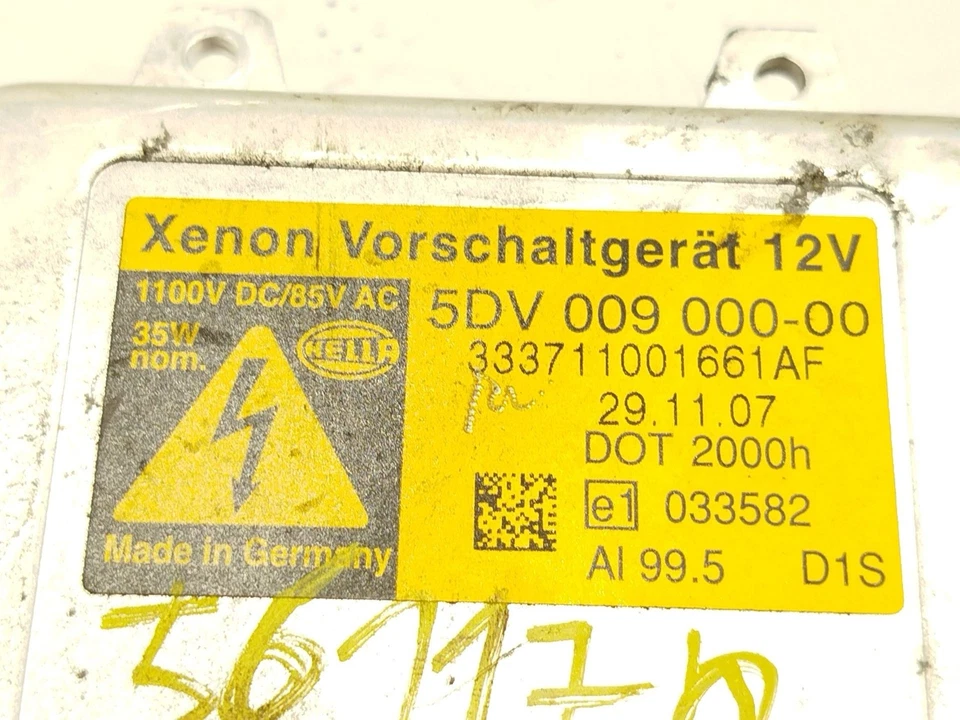 Xenon Vorschaltgerät 12V
1100V DC/85V AC
35W
nom.
HELLA
Made in Germany
5DV 009 000-00
333711001661AF
29.11.07
DOT 2000h
e1 033582
Al 99.5 D1S